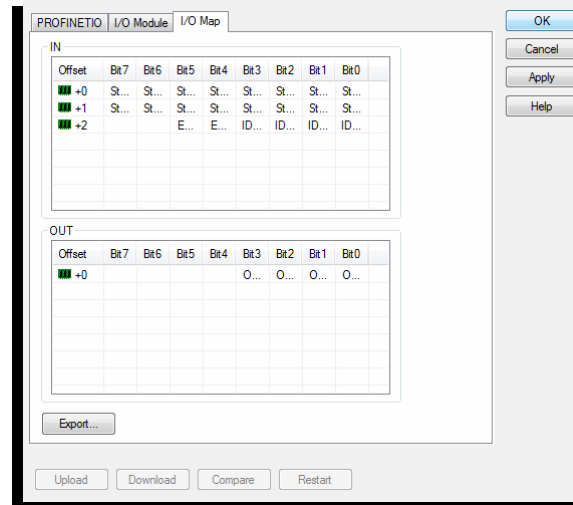 PROFINETIO I/O Module I/O Map
OK
Cancel
Apply
Help
IN
Offset Bit7 Bit6 Bit5 Bit4 Bit3 Bit2 Bit1 Bit0
+0 St... St... St... St... St... St... St... St...
+1 St... St... St... St... St... St... St... St...
+2 E... E... ID... ID... ID... ID...
OUT
Offset Bit7 Bit6 Bit5 Bit4 Bit3 Bit2 Bit1 Bit0
+0 O... O... O... O...
Export...
Upload Download Compare Restart